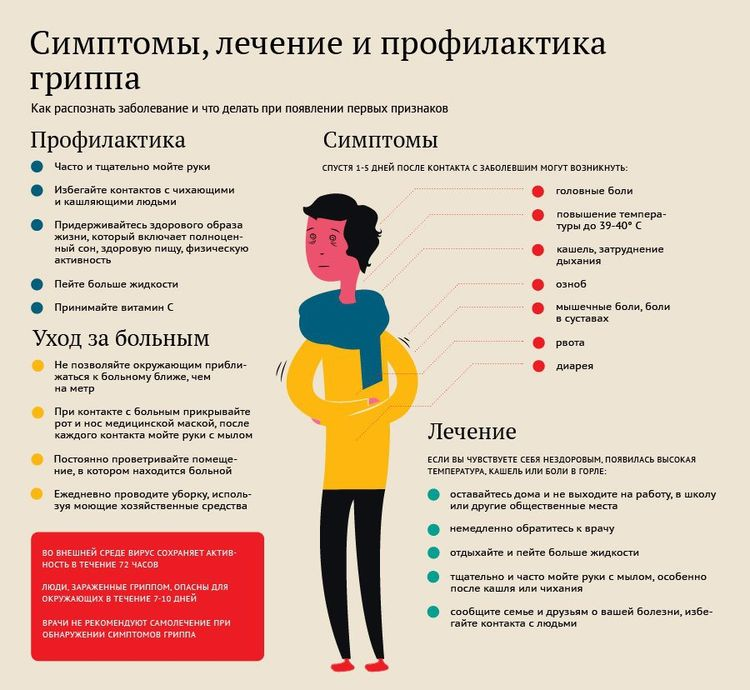 Симптомы, лечение и профилактика
гриппа
Как распознать заболевание и что делать при появлении первых признаков
Профилактика
Часто и тщательно мойте руки
Избегайте контактов с чихающими
и кашляющими людьми
Придерживайтесь здорового образа
жизни, который включает полноцен-
ный сон, здоровую пищу, физическую
активность
Пейте больше жидкости
Принимайте витамин С
Уход за больным
Не позволяйте окружающим прибли-
жаться к больному ближе, чем
на метр
При контакте с больным прикрывайте
рот и нос медицинской маской, после
каждого контакта мойте руки с мылом
Постоянно проветривайте помеще-
ние, в котором находится больной
Ежедневно проводите уборку, исполь-
зуя моющие хозяйственные средства
ВО ВНЕШНЕЙ СРЕДЕ ВИРУС СОХРАНЯЕТ АКТИВ-
НОСТЬ В ТЕЧЕНИЕ 72 ЧАСОВ
ЛЮДИ, ЗАРАЖЕННЫЕ ГРИППОМ, ОПАСНЫ ДЛЯ
ОКРУЖАЮЩИХ В ТЕЧЕНИЕ 7-10 ДНЕЙ
ВРАЧИ НЕ РЕКОМЕНДУЮТ САМОЛЕЧЕНИЕ ПРИ
ОБНАРУЖЕНИИ СИМПТОМОВ ГРИППА
Симптомы
СПУСТЯ 1-5 ДНЕЙ ПОСЛЕ КОНТАКТА С ЗАБОЛЕВШИМ МОГУТ ВОЗНИКНУТЬ:
головные боли
повышение темпера-
туры до 39-40° С
кашель, затруднение
дыхания
озноб
мышечные боли, боли
в суставах
рвота
диарея
Лечение
ЕСЛИ ВЫ ЧУВСТВУЕТЕ СЕБЯ НЕЗДОРОВЫМ, ПОЯВИЛАСЬ ВЫСОКАЯ
ТЕМПЕРАТУРА, КАШЕЛЬ ИЛИ БОЛИ В ГОРЛЕ:
оставайтесь дома и не выходите на работу, в школу
или другие общественные места
немедленно обратитесь к врачу
отдыхайте и пейте больше жидкости
тщательно и часто мойте руки с мылом, особенно
после кашля или чихания
сообщите семье и друзьям о вашей болезни, избе-
гайте контакта с людьми